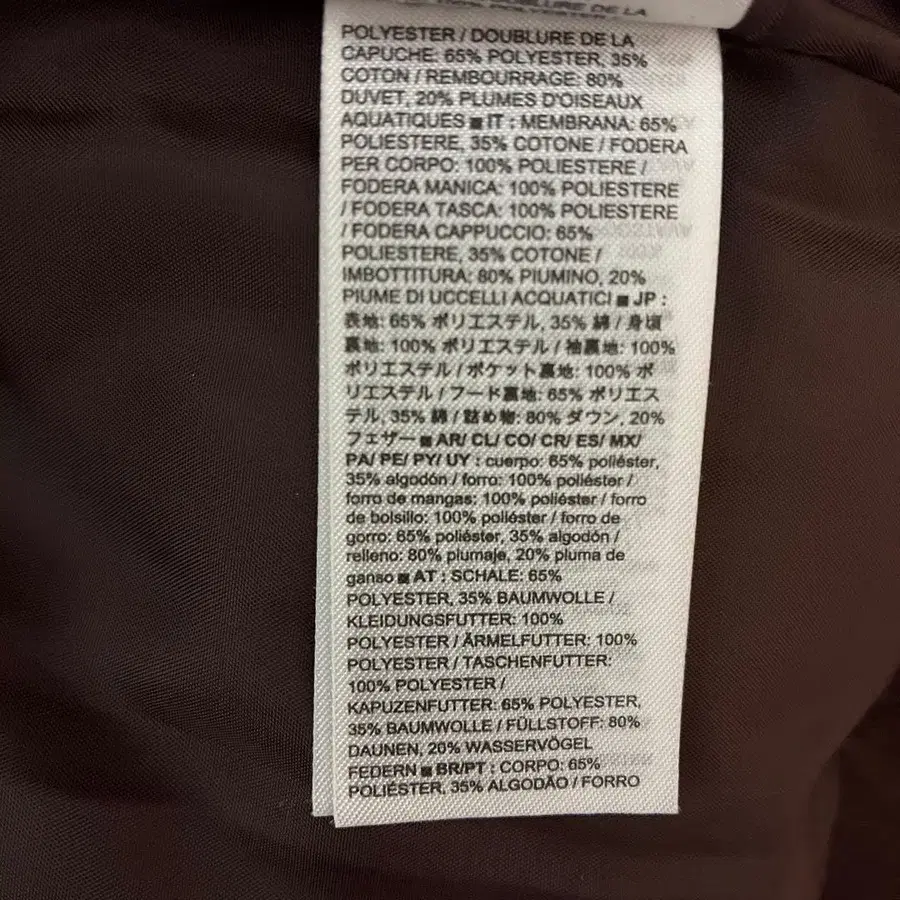 DOUBLURE DE LA
POLYESTER / DOUBLURE DE LA
CAPUCHE: 65% POLYESTER, 35%
COTON / REMBOURRAGE: 80%
DUVET, 20% PLUMES D'OISEAUX
AQUATIQUES ■ IT : MEMBRANA: 65%
POLIESTERE, 35% COTONE / FODERA
PER CORPO: 100% POLIESTERE /
FODERA MANICA: 100% POLIESTERE
/ FODERA TASCA: 100% POLIESTERE
/ FODERA CAPPUCCIO: 65%
POLIESTERE, 35% COTONE /
IMBOTTITURA: 80% PIUMINO, 20%
PIUME DI UCCELLI ACQUATICI ■ JP :
表地: 65% ポリエステル, 35% 綿 / 身頃
裏地: 100% ポリエステル / 袖裏地: 100%
ポリエステル / ポケット裏地: 100% ポ
リエステル / フード裏地: 65% ポリエス
テル, 35% 綿 / 詰め物: 80% ダウン, 20%
フェザー ■ AR/ CL/ CO/ CR/ ES/ MX/
PA/ PE/ PY/ UY : cuerpo: 65% poliéster,
35% algodón / forro: 100% poliéster /
forro de mangas: 100% poliéster / forro
de bolsillo: 100% poliéster / forro de
gorro: 65% poliéster, 35% algodón /
relleno: 80% plumaje, 20% pluma de
ganso ■ AT : SCHALE: 65%
POLYESTER, 35% BAUMWOLLE /
KLEIDUNGSFUTTER: 100%
POLYESTER / ÄRMELFUTTER: 100%
POLYESTER / TASCHENFUTTER:
100% POLYESTER /
KAPUZENFUTTER: 65% POLYESTER,
35% BAUMWOLLE / FÜLLSTOFF: 80%
DAUNEN, 20% WASSERVÖGEL
FEDERN ■ BR/PT : CORPO: 65%
POLIÉSTER, 35% ALGODÃO / FORRO